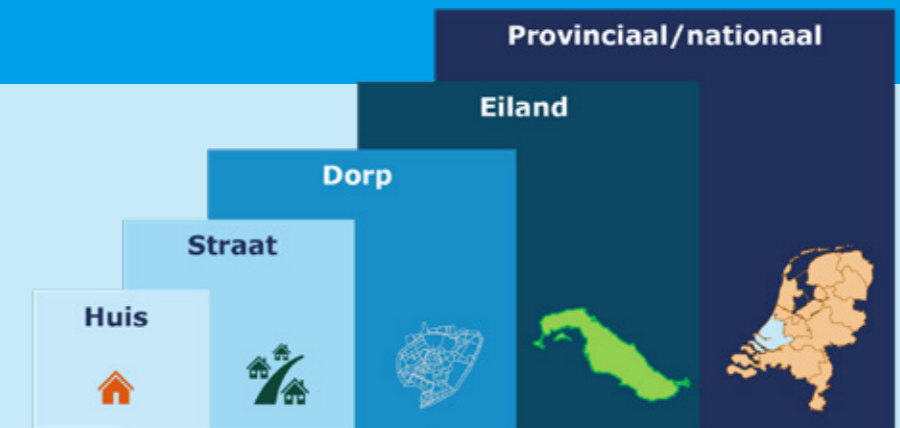 Provinciaal/nationaal
Eiland
Dorp
Straat
Huis